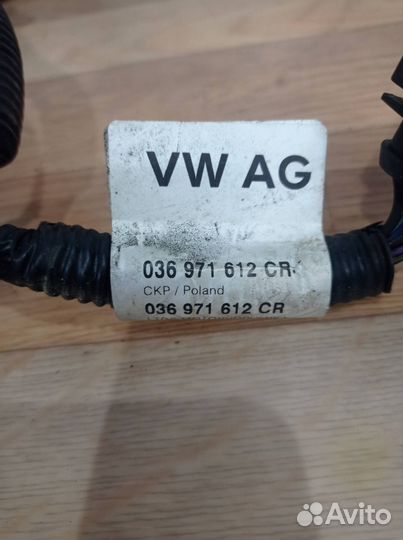 VW AG
036 971 612 CR
CKP / Poland
036 971 612 CR
Avito